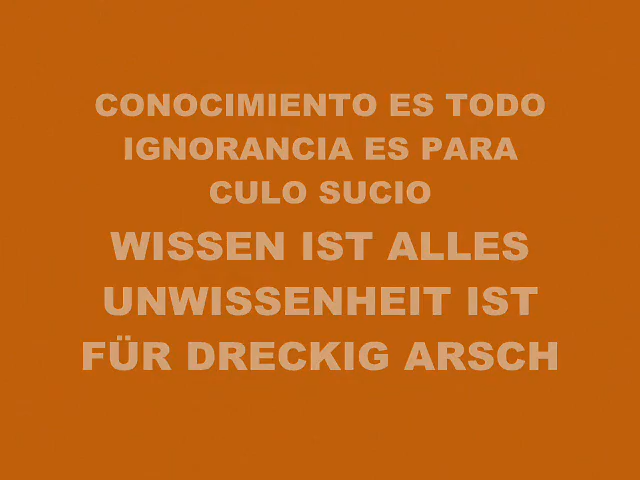 CONOCIMIENTO ES TODO
IGNORANCIA ES PARA
CULO SUCIO
WISSEN IST ALLES
UNWISSENHEIT IST
FÜR DRECKIG ARSCH